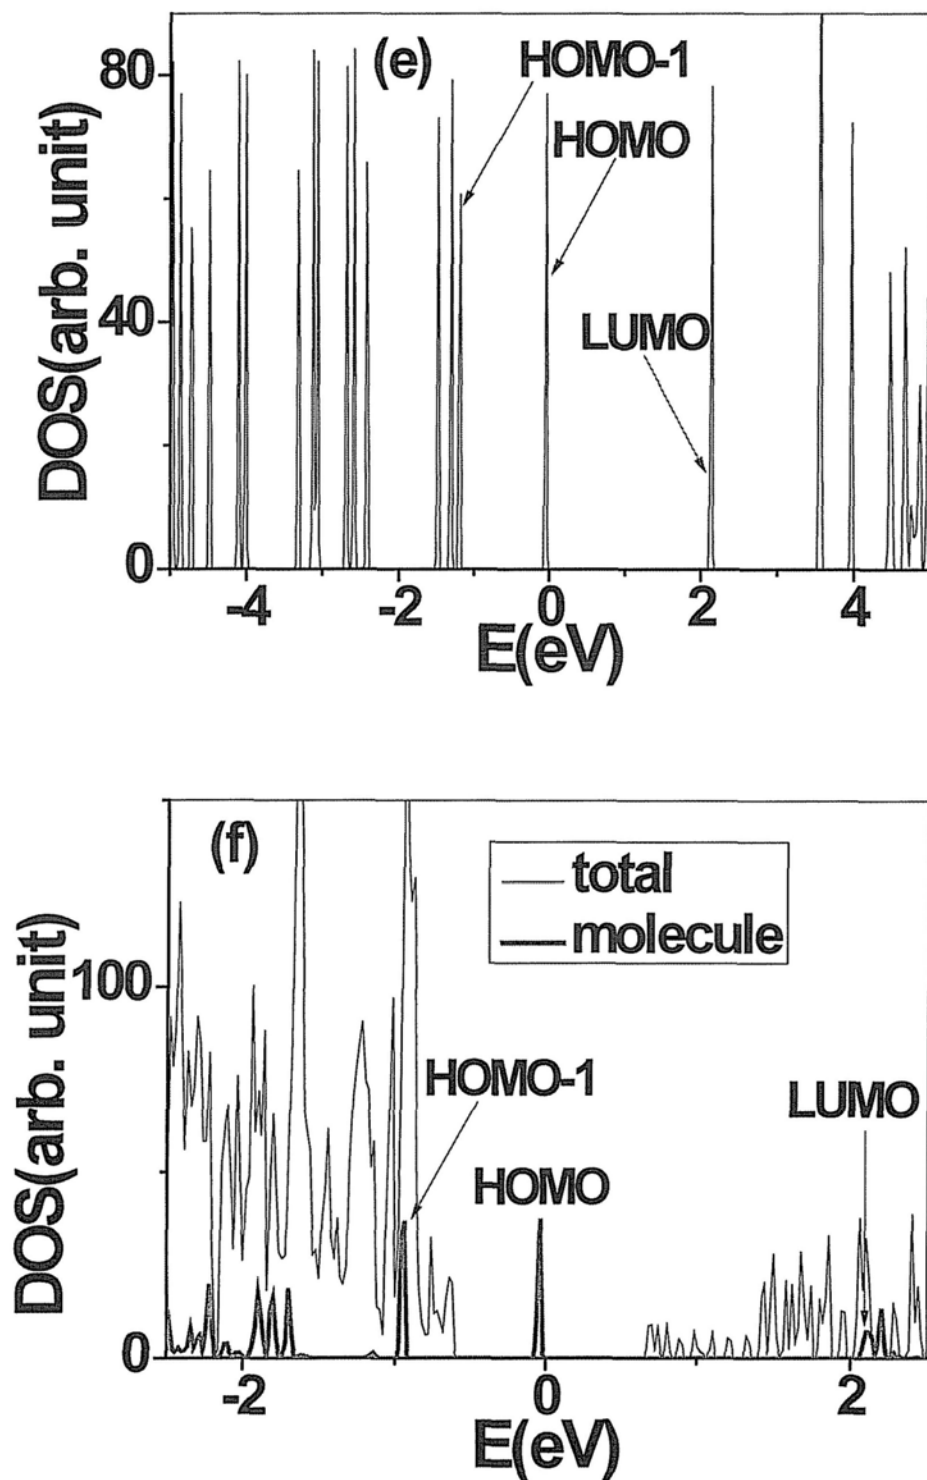 (e)
HOMO-1
HOMO
LUMO
DOS(arb. unit)
80
40
0
-4
-2
0
2
4
E(eV)
(f)
total
molecule
HOMO-1
HOMO
LUMO
DOS(arb. unit)
100
0
-2
0
2
E(eV)